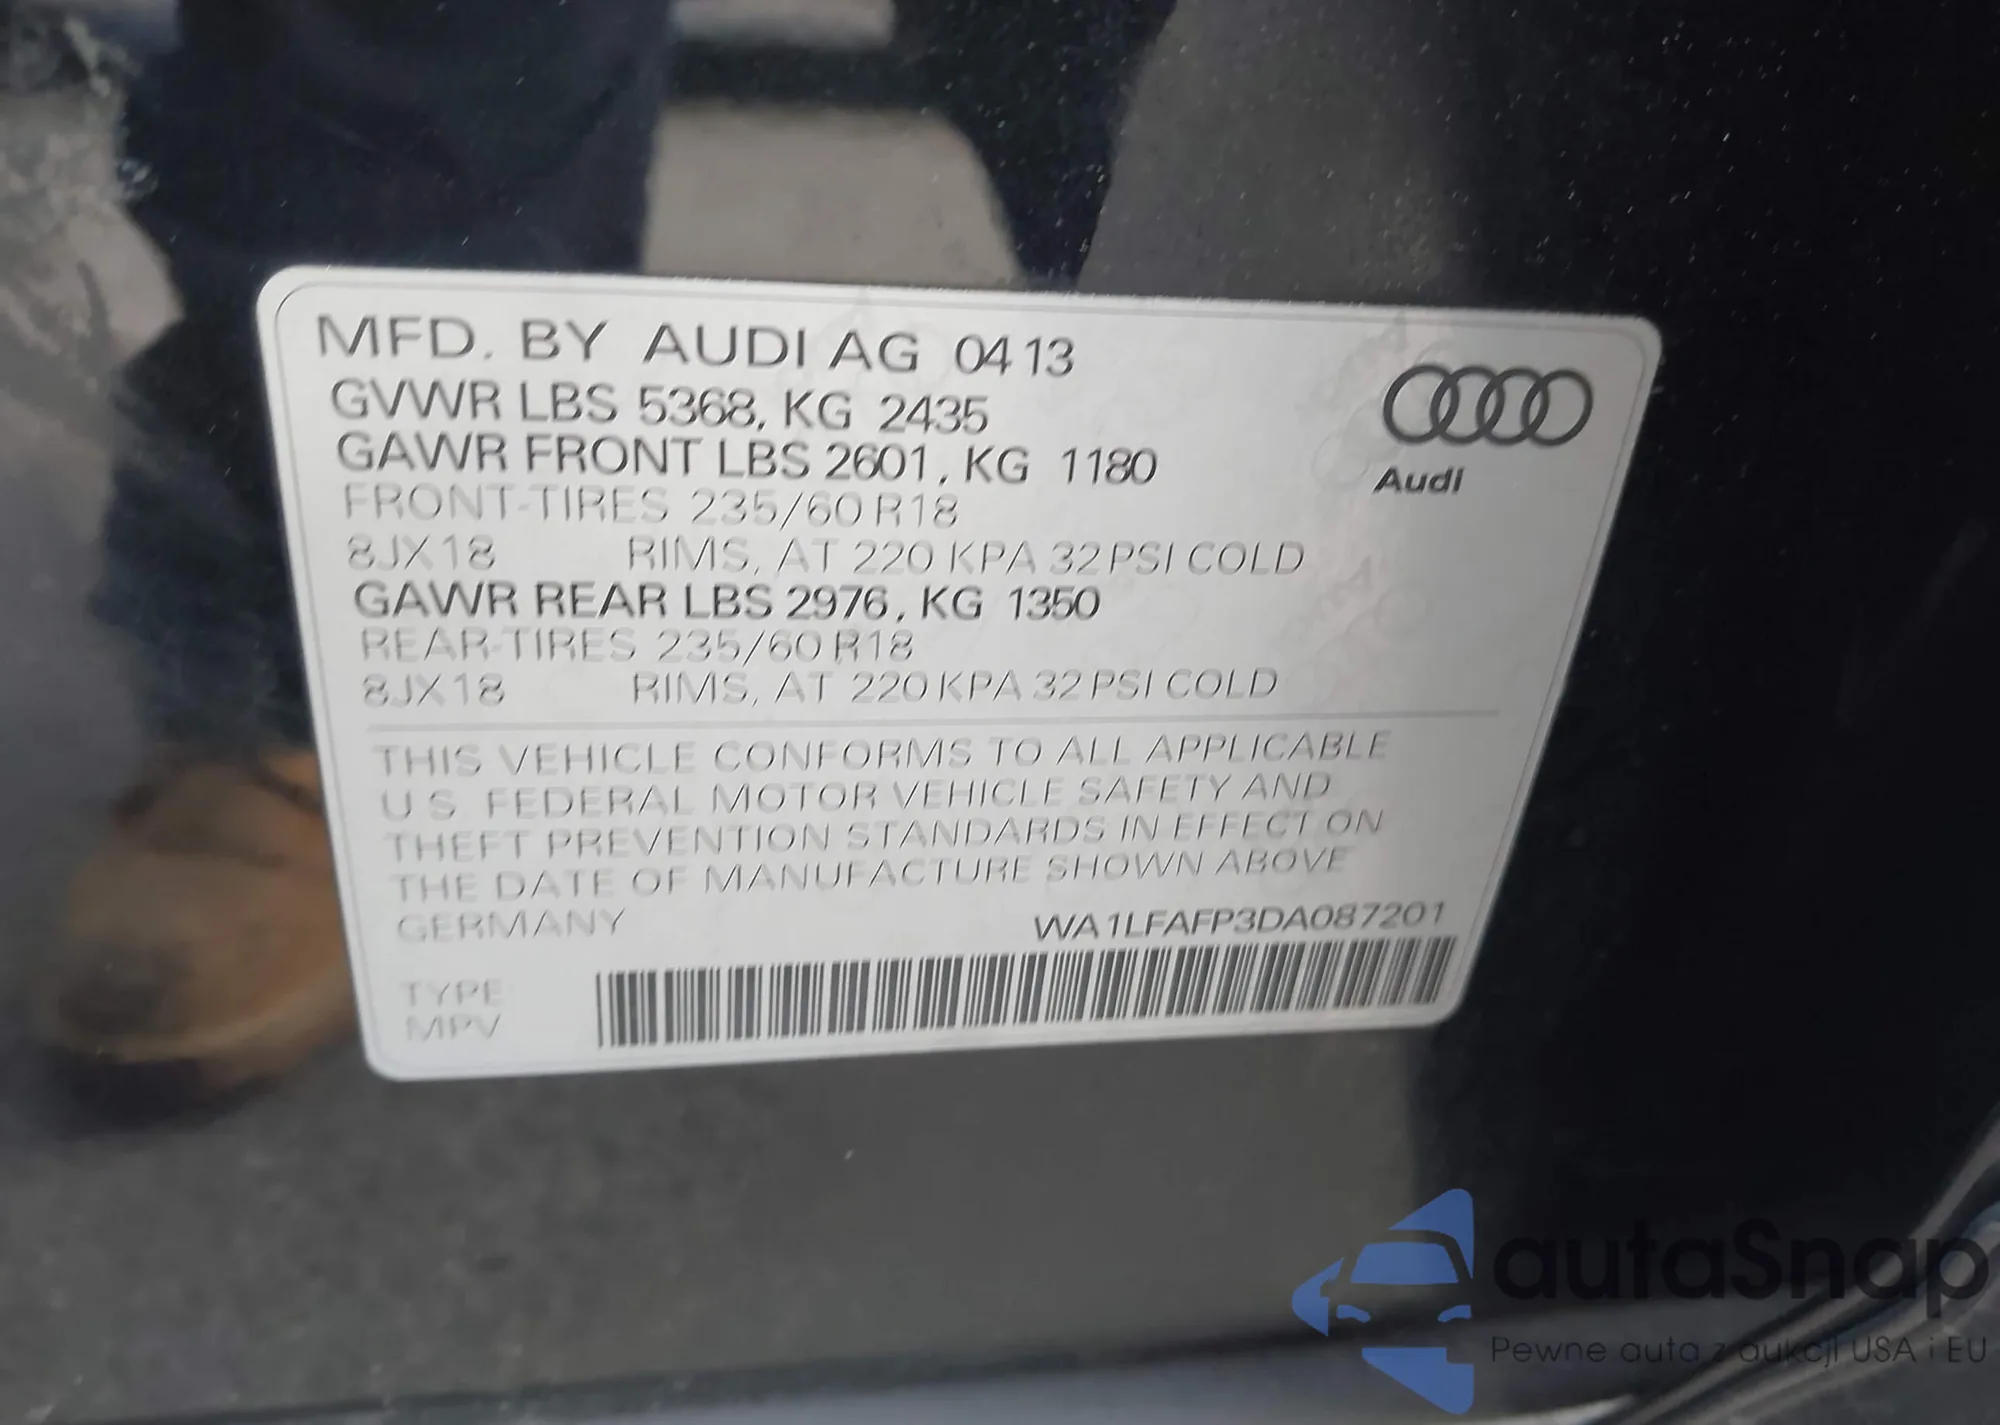 MFD. BY AUDI AG 04 13
GVWR LBS 5368, KG 2435
GAWR FRONT LBS 2601, KG 1180
FRONT-TIRES 235/60 R18
8JX18 RIMS, AT 220 KPA 32 PSI COLD
GAWR REAR LBS 2976, KG 1350
REAR-TIRES 235/60 R18
8JX18 RIMS, AT 220 KPA 32 PSI COLD
Audi
THIS VEHICLE CONFORMS TO ALL APPLICABLE
U S. FEDERAL MOTOR VEHICLE SAFETY AND
THEFT PREVENTION STANDARDS IN EFFECT ON
THE DATE OF MANUFACTURE SHOWN ABOVE
GERMANY WA1LFAFP3DA087201
TYPE
MPV
autaSnap
Pewne auta z aukcji USA i EU